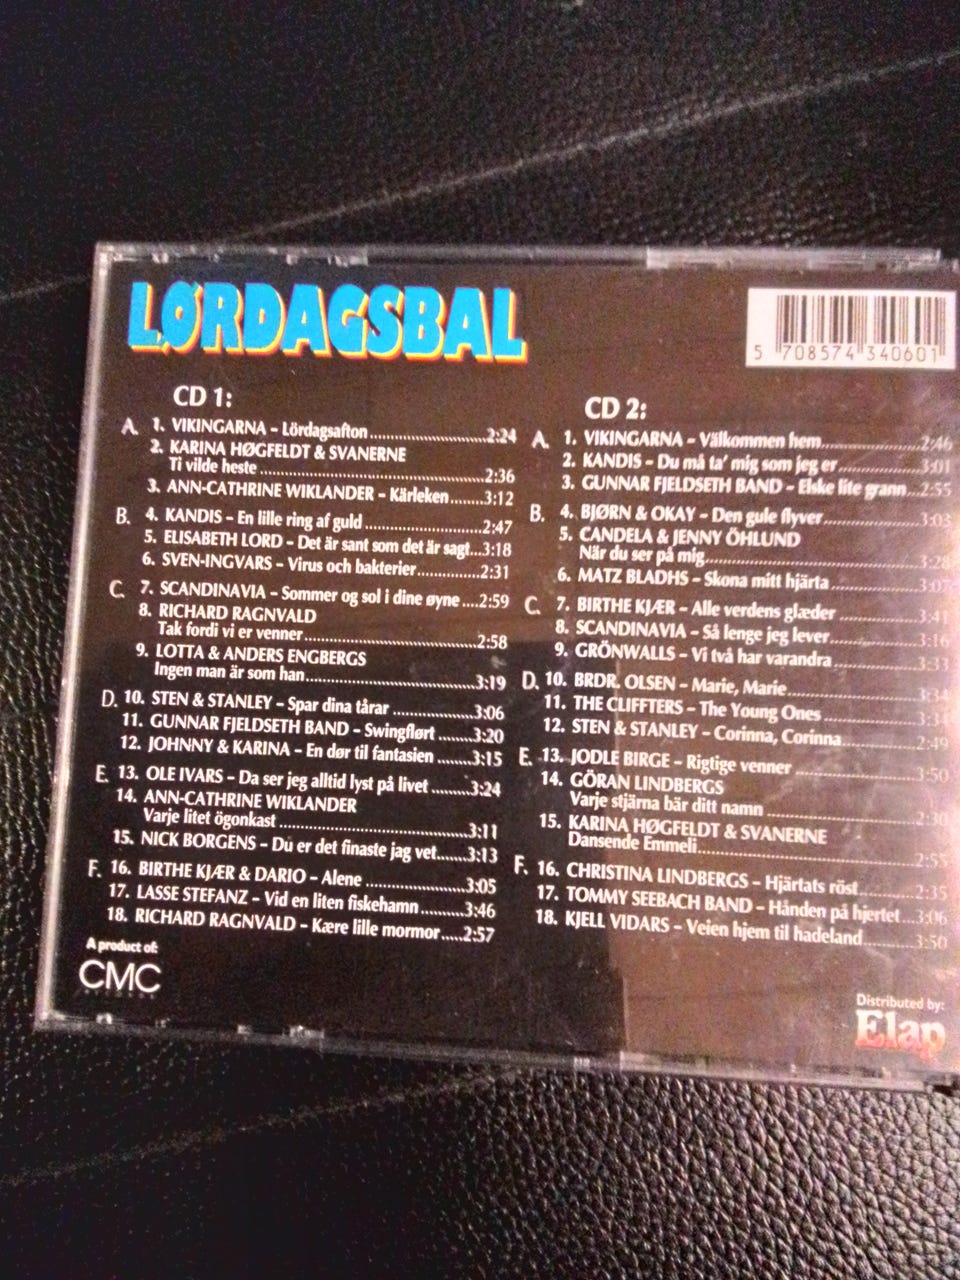 LØRDAGSBAL
5 708574 340601
CD 1:
A. 1. VIKINGARNA – Lördagsafton 2:24
2. KARINA HØGFELDT & SVANERNE
Ti vilde heste 2:36
3. ANN-CATHRINE WIKLANDER – Kärleken 3:12
B. 4. KANDIS – En lille ring af guld 2:47
5. ELISABETH LORD – Det är sant som det är sagt 3:18
6. SVEN-INGVARS – Virus och bakterier 2:31
C. 7. SCANDINAVIA – Sommer og sol i dine øyne 2:59
8. RICHARD RAGNVALD
Tak fordi vi er venner 2:58
9. LOTTA & ANDERS ENGBERGS
Ingen man är som han 3:19
D. 10. STEN & STANLEY – Spar dina tårar 3:06
11. GUNNAR FJELDSETH BAND – Swingflørt 3:20
12. JOHNNY & KARINA – En dør til fantasien 3:15
E. 13. OLE IVARS – Da ser jeg alltid lyst på livet 3:24
14. ANN-CATHRINE WIKLANDER
Varje litet ögonkast 3:11
15. NICK BORGENS – Du er det finaste jag vet 3:13
F. 16. BIRTHE KJÆR & DARIO – Alene 3:05
17. LASSE STEFANZ – Vid en liten fiskehamn 3:46
18. RICHARD RAGNVALD – Kære lille mormor 2:57
A product of:
CMC
RECORDS
CD 2:
A. 1. VIKINGARNA – Välkommen hem 2:46
2. KANDIS – Du må ta' mig som jeg er 3:01
3. GUNNAR FJELDSETH BAND – Elske lite grann 2:55
B. 4. BJØRN & OKAY – Den gule flyver 3:03
5. CANDELA & JENNY ÖHLUND
När du ser på mig 3:28
6. MATZ BLADHS – Skona mitt hjärta 3:07
C. 7. BIRTHE KJÆR – Alle verdens glæder 3:41
8. SCANDINAVIA – Så lenge jeg lever 3:16
9. GRÖNWALLS – Vi två har varandra 3:33
D. 10. BRDR. OLSEN – Marie, Marie 3:34
11. THE CLIFFTERS – The Young Ones
12. STEN & STANLEY – Corinna, Corinna 2:49
E. 13. JODLE BIRGE – Rigtige venner 3:50
14. GÖRAN LINDBERGS
Varje stjärna bär ditt namn 2:30
15. KARINA HØGFELDT & SVANERNE
Dansende Emmeli 2:55
F. 16. CHRISTINA LINDBERGS – Hjärtats röst 2:35
17. TOMMY SEEBACH BAND – Hånden på hjertet 3:06
18. KJELL VIDARS – Veien hjem til hadeland 3:50
Distributed by:
Elap